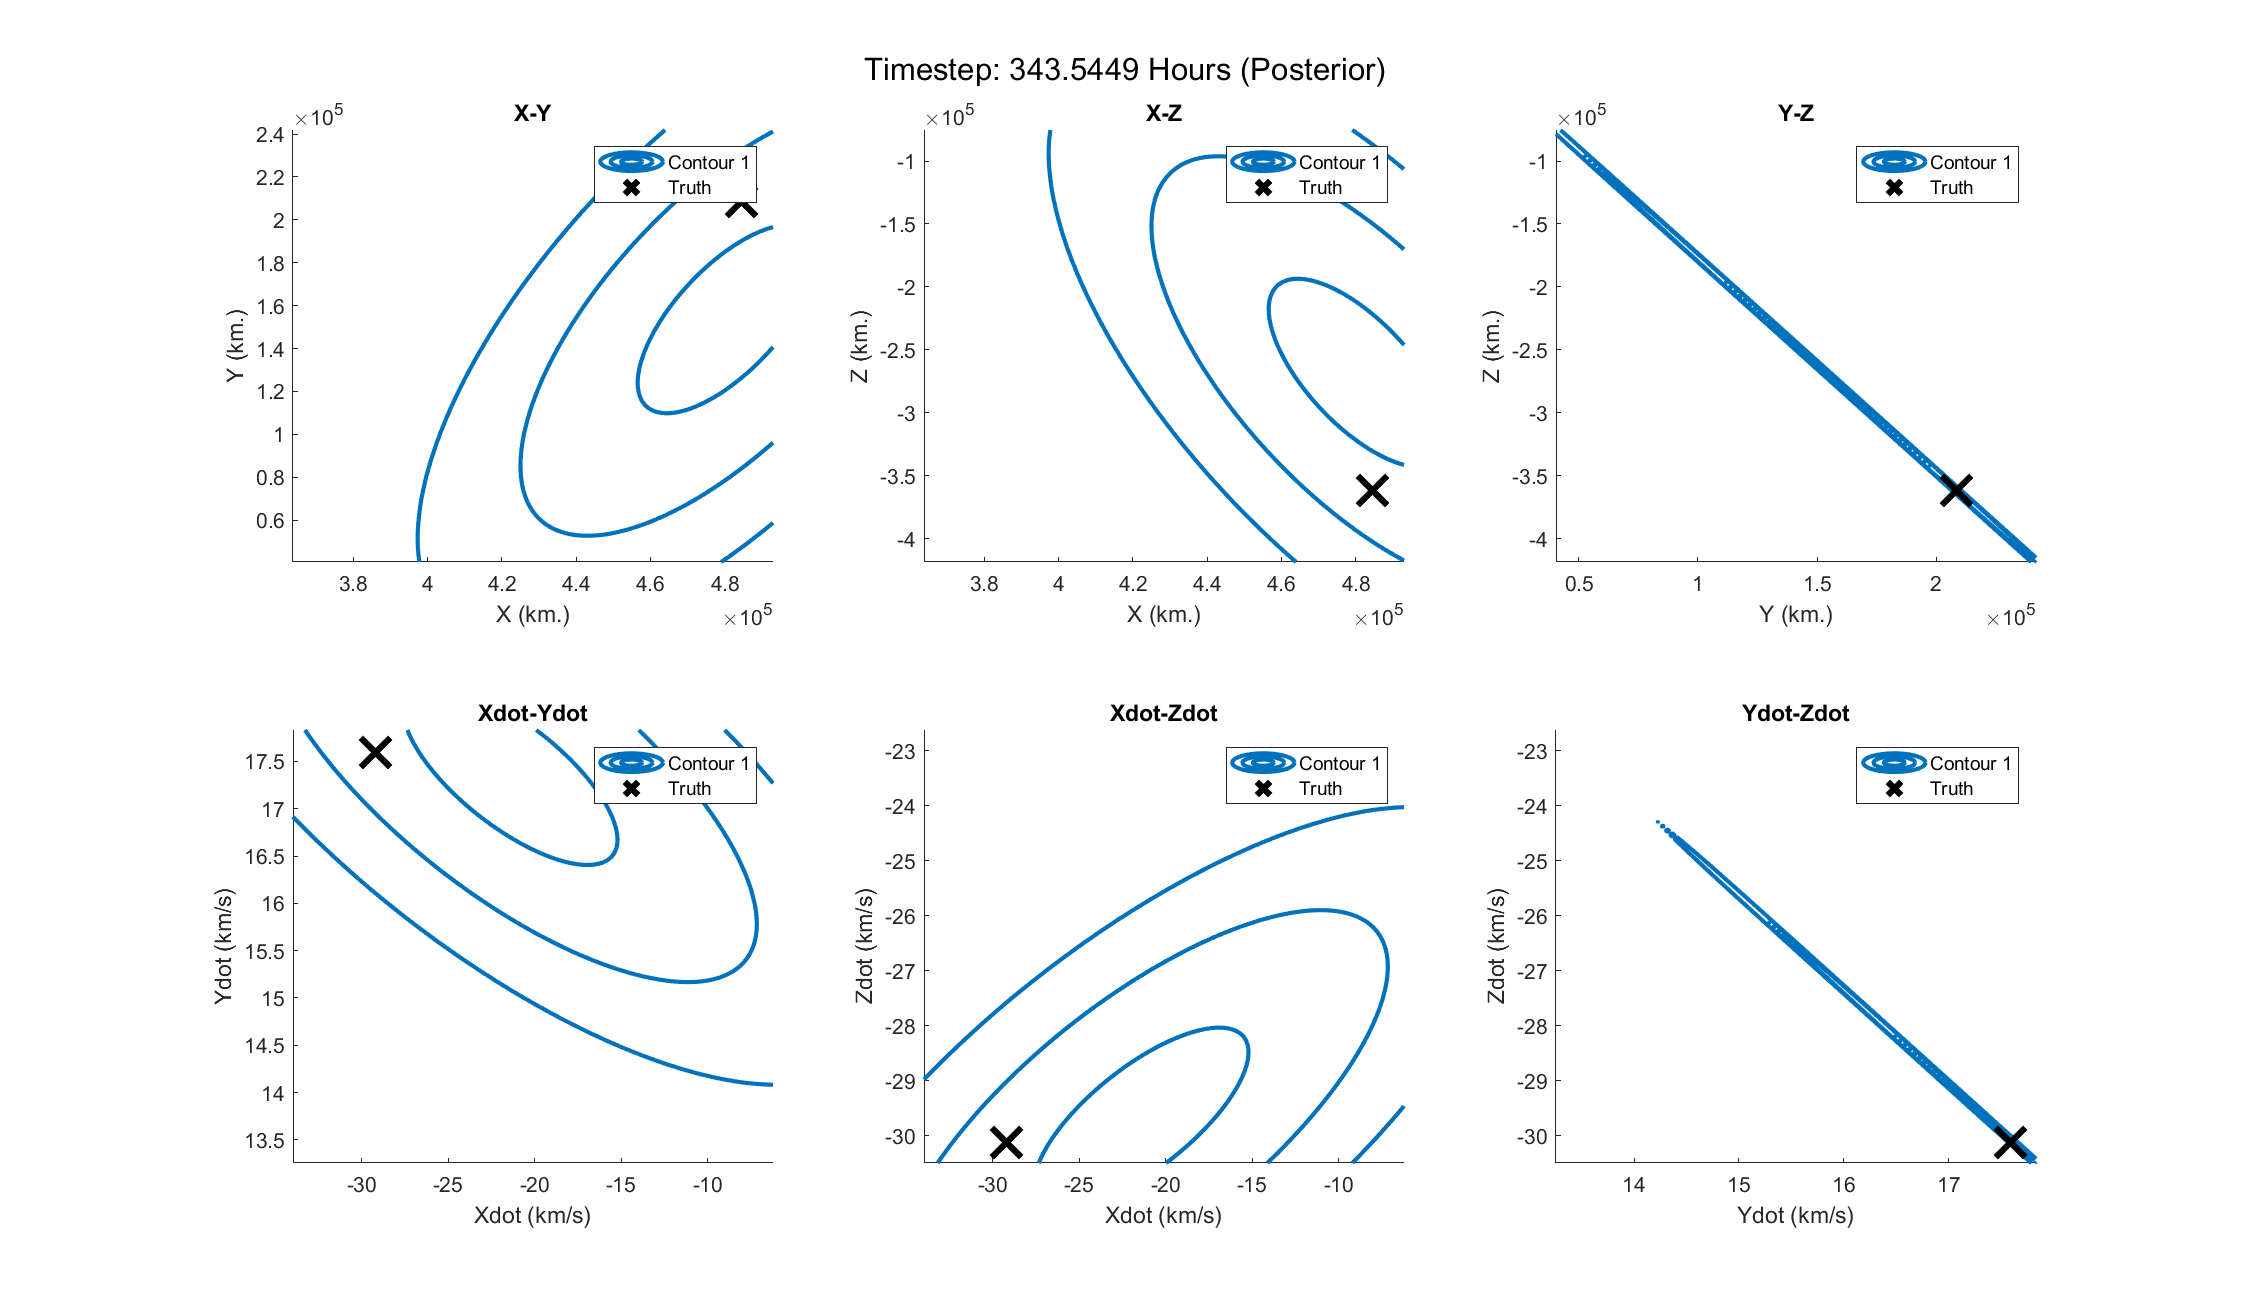 Timestep: 343.5449 Hours (Posterior)
X-Y
×10^5
2.4
2.2
2
1.8
1.6
1.4
1.2
1
0.8
0.6
Y (km.)
3.8 4 4.2 4.4 4.6 4.8
X (km.)
×10^5
Contour 1
Truth
X-Z
×10^5
-1
-1.5
-2
-2.5
-3
-3.5
-4
Z (km.)
3.8 4 4.2 4.4 4.6 4.8
X (km.)
×10^5
Contour 1
Truth
Y-Z
×10^5
-1
-1.5
-2
-2.5
-3
-3.5
-4
Z (km.)
0.5 1 1.5 2
Y (km.)
×10^5
Contour 1
Truth
Xdot-Ydot
17.5
17
16.5
16
15.5
15
14.5
14
13.5
Ydot (km/s)
-30 -25 -20 -15 -10
Xdot (km/s)
Contour 1
Truth
Xdot-Zdot
-23
-24
-25
-26
-27
-28
-29
-30
Zdot (km/s)
-30 -25 -20 -15 -10
Xdot (km/s)
Contour 1
Truth
Ydot-Zdot
-23
-24
-25
-26
-27
-28
-29
-30
Zdot (km/s)
14 15 16 17
Ydot (km/s)
Contour 1
Truth